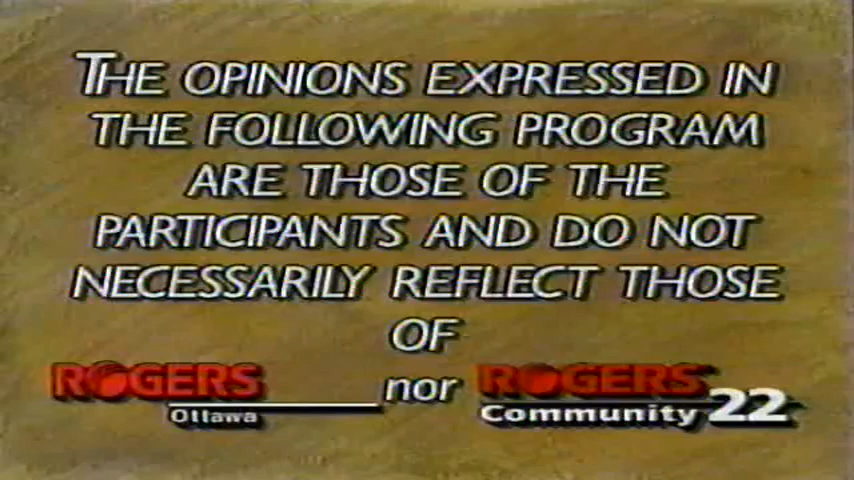 THE OPINIONS EXPRESSED IN
THE FOLLOWING PROGRAM
ARE THOSE OF THE
PARTICIPANTS AND DO NOT
NECESSARILY REFLECT THOSE
OF
ROGERS nor ROGERS
Ottawa Community 22